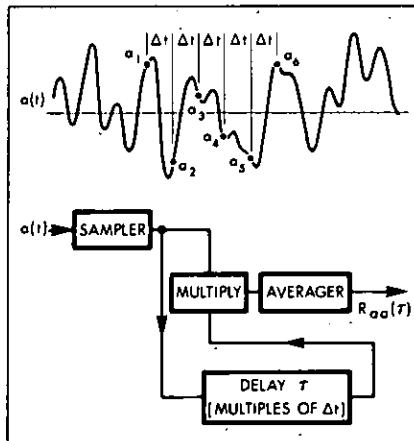 Δt Δt Δt Δt Δt
a1
a6
a(t)
a3
a4
a2
a5
a(t)
SAMPLER
MULTIPLY
AVERAGER
Raa(τ)
DELAY τ
(MULTIPLES OF Δt)